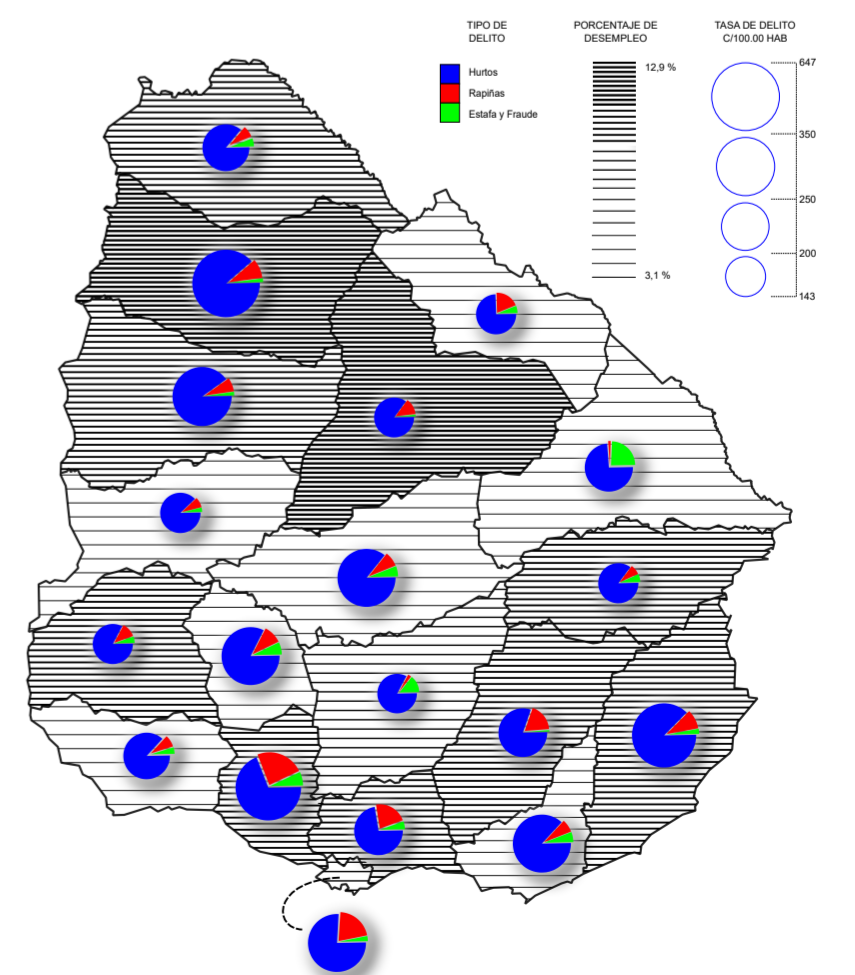 TIPO DE
DELITO
Hurtos
Rapiñas
Estafa y Fraude
PORCENTAJE DE
DESEMPLEO
12,9 %
3,1 %
TASA DE DELITO
C/100.00 HAB
647
350
250
200
143